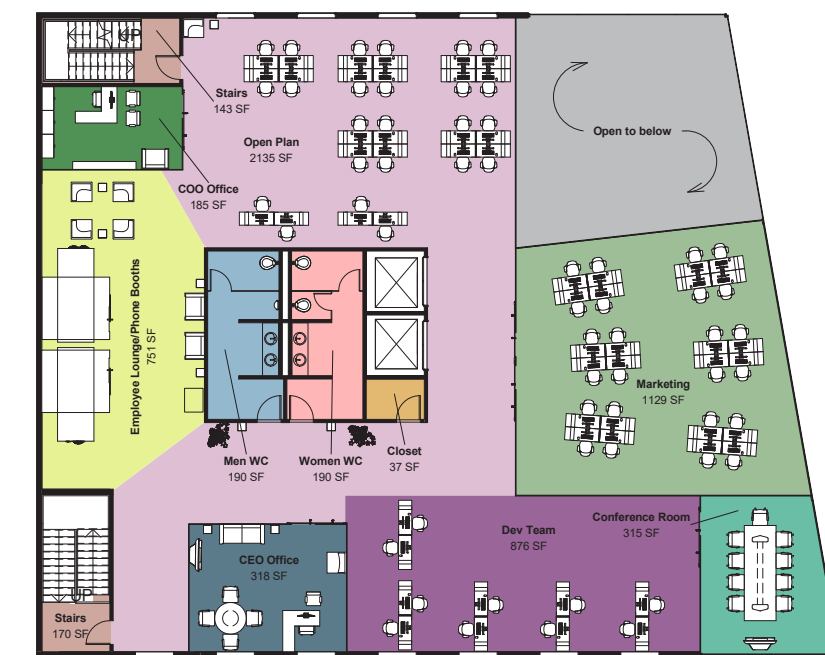 UP
Stairs
143 SF
Open Plan
2135 SF
Open to below
COO Office
185 SF
Employee Lounge/Phone Booths
751 SF
Marketing
1129 SF
Men WC
190 SF
Women WC
190 SF
Closet
37 SF
Conference Room
315 SF
Dev Team
876 SF
CEO Office
318 SF
UP
Stairs
170 SF